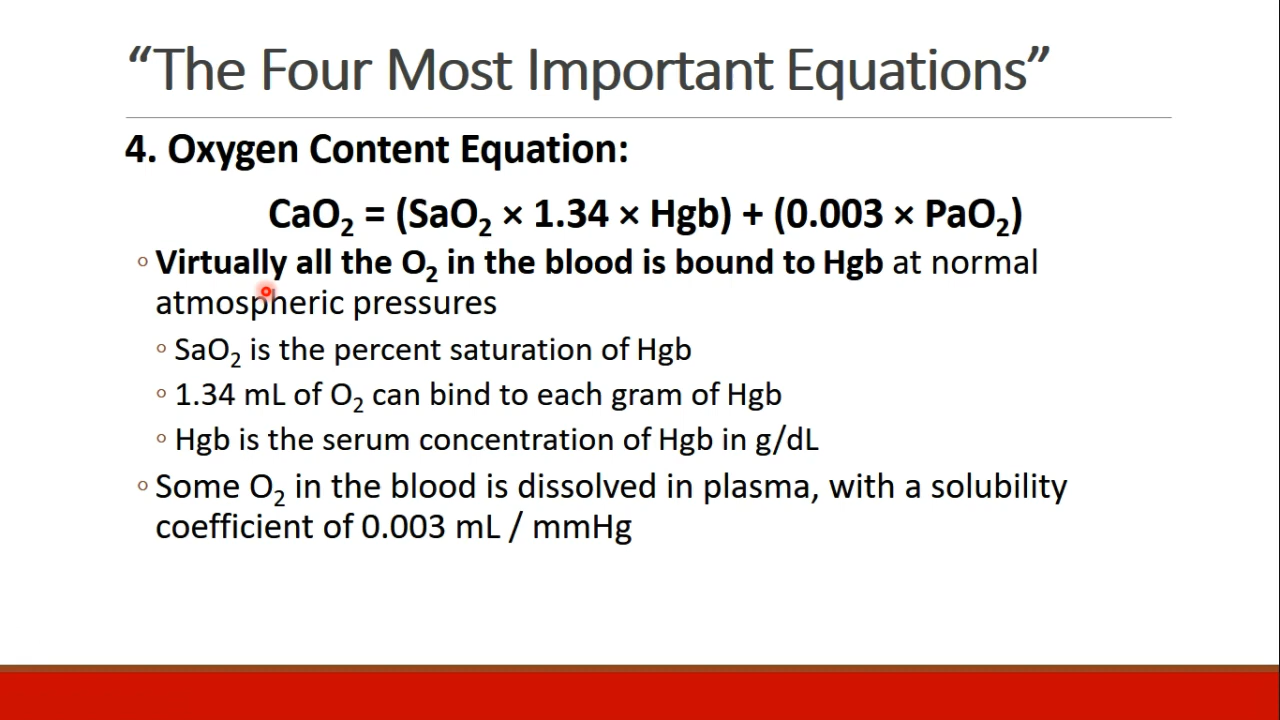 “The Four Most Important Equations”
4. Oxygen Content Equation:
CaO₂ = (SaO₂ × 1.34 × Hgb) + (0.003 × PaO₂)
◦ Virtually all the O₂ in the blood is bound to Hgb at normal
atmospheric pressures
◦ SaO₂ is the percent saturation of Hgb
◦ 1.34 mL of O₂ can bind to each gram of Hgb
◦ Hgb is the serum concentration of Hgb in g/dL
◦ Some O₂ in the blood is dissolved in plasma, with a solubility
coefficient of 0.003 mL / mmHg